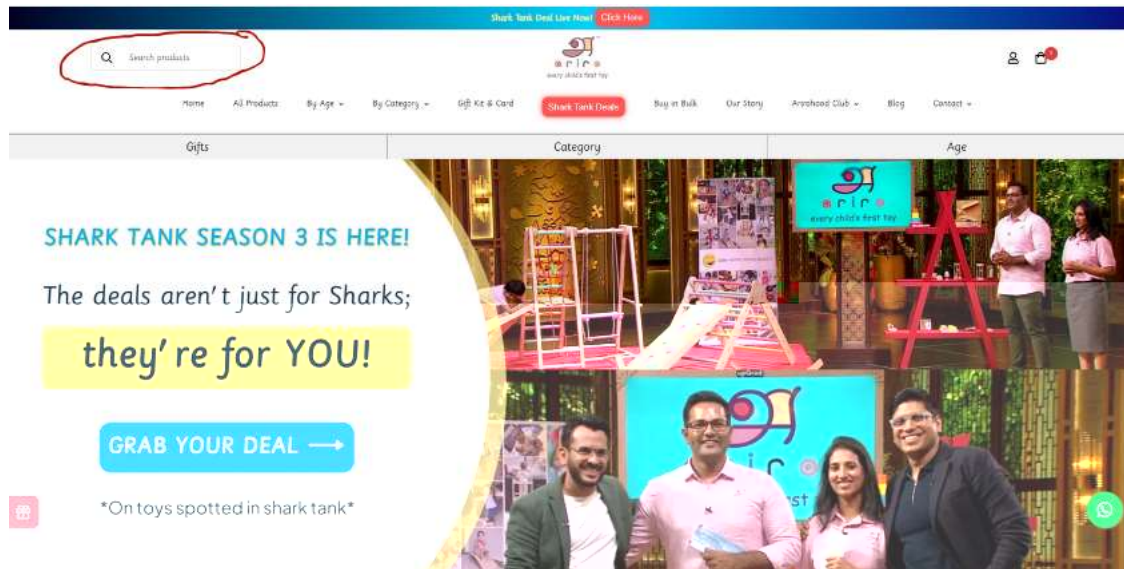 Shark Tank Deal Live Now! Click Here
Search products
ariro
every child's first toy
Home All Products By Age By Category Gift Kit & Card Shark Tank Deals Buy in Bulk Our Story Arirohood Club Blog Contact
Gifts Category Age
SHARK TANK SEASON 3 IS HERE!
The deals aren't just for Sharks;
they're for YOU!
GRAB YOUR DEAL
*On toys spotted in shark tank*
ariro
every child's first toy